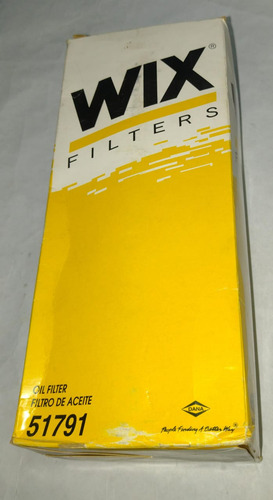 WIX®
FILTERS
OIL FILTER
FILTRO DE ACEITE
51791
DANA
People Finding A Better Way®